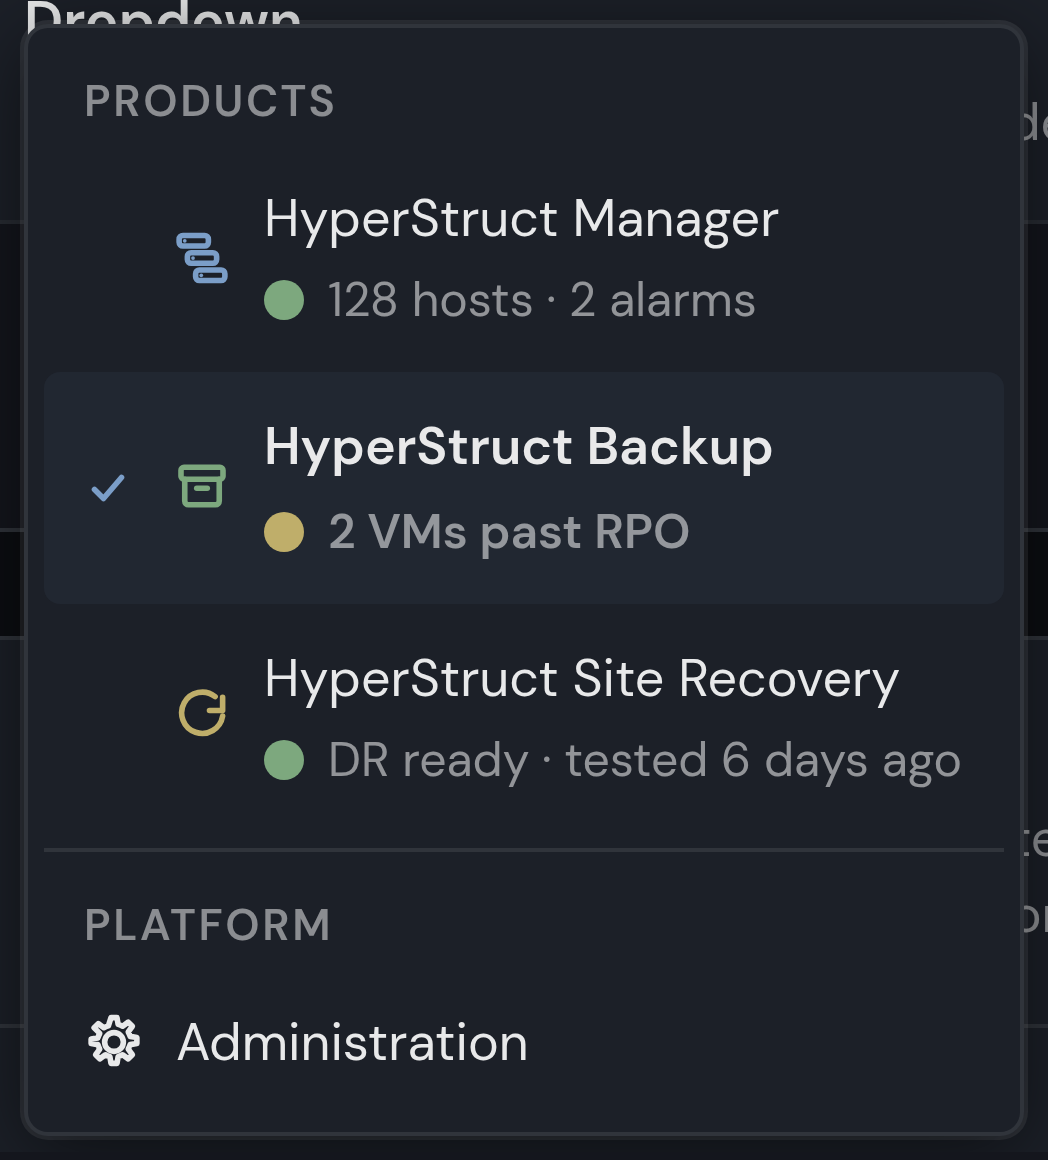 Dropdown
PRODUCTS
HyperStruct Manager
128 hosts · 2 alarms
HyperStruct Backup
2 VMs past RPO
HyperStruct Site Recovery
DR ready · tested 6 days ago
PLATFORM
Administration